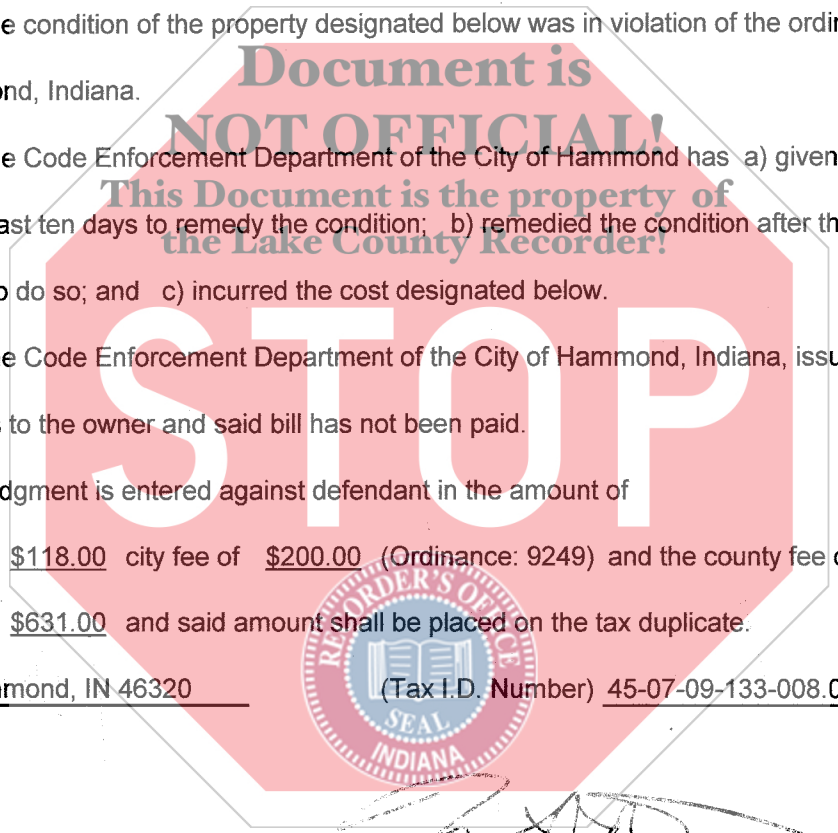 e condition of the property designated below was in violation of the ordi
Document is
ond, Indiana.
NOT OFFICIAL!
e Code Enforcement Department of the City of Hammond has a) given
This Document is the property of
ast ten days to remedy the condition; b) remedied the condition after th
the Lake County Recorder!
o do so; and c) incurred the cost designated below.
STOP
e Code Enforcement Department of the City of Hammond, Indiana, issu
s to the owner and said bill has not been paid.
dgment is entered against defendant in the amount of
$118.00 city fee of $200.00 (Ordinance: 9249) and the county fee o
$631.00 and said amount shall be placed on the tax duplicate.
RECORDER'S OFFICE
mond, IN 46320 (Tax I.D. Number) 45-07-09-133-008.0
SEAL
INDIANA